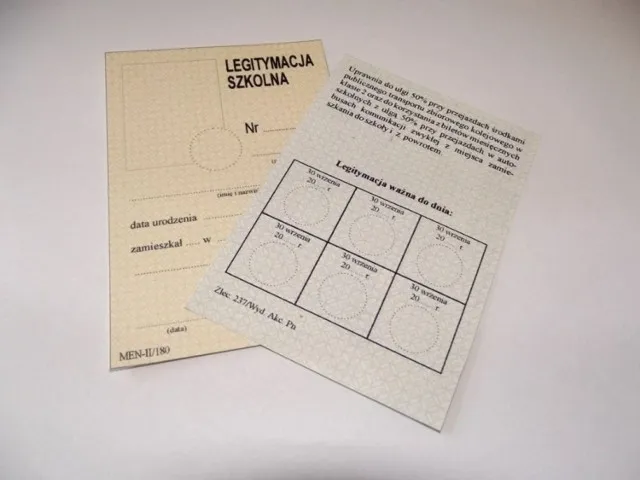 LEGITYMACJA
SZKOLNA
Nr
(imię i nazwi
data urodzenia
zamieszkał .... w
(data)
MEN-II/180
Uprawnia do ulgi 50% przy przejazdach środkami
publicznego transportu zbiorowego kolejowego w
klasie 2 oraz do korzystania z biletów miesięcznych
szkolnych z ulgą 50% przy przejazdach w auto-
busach komunikacji zwykłej z miejsca zamie-
szkania do szkoły i z powrotem.
Legitymacja ważna do dnia:
30 września
20 ..... r.
30 września
20 ..... r.
30 września
20 ..... r.
30 września
20 ..... r.
30 września
20 ..... r.
30 września
20 ..... r.
Zlec. 237/Wyd. Akc. Pn